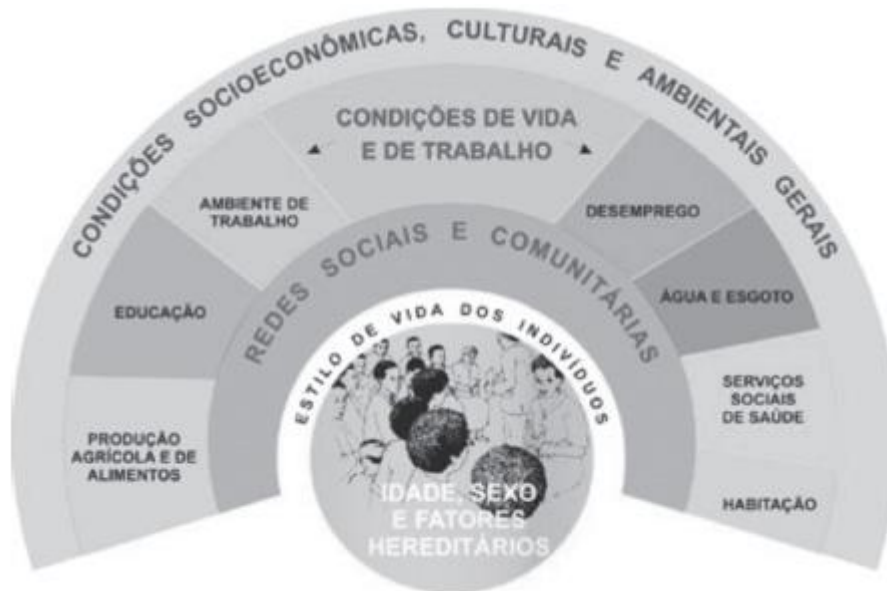 CONDIÇÕES SOCIOECONÔMICAS, CULTURAIS E AMBIENTAIS GERAIS
CONDIÇÕES DE VIDA
E DE TRABALHO
AMBIENTE DE
TRABALHO
DESEMPREGO
EDUCAÇÃO
ÁGUA E ESGOTO
PRODUÇÃO
AGRÍCOLA E DE
ALIMENTOS
SERVIÇOS
SOCIAIS
DE SAÚDE
HABITAÇÃO
REDES SOCIAIS E COMUNITÁRIAS
ESTILO DE VIDA DOS INDIVÍDUOS
IDADE, SEXO
E FATORES
HEREDITÁRIOS